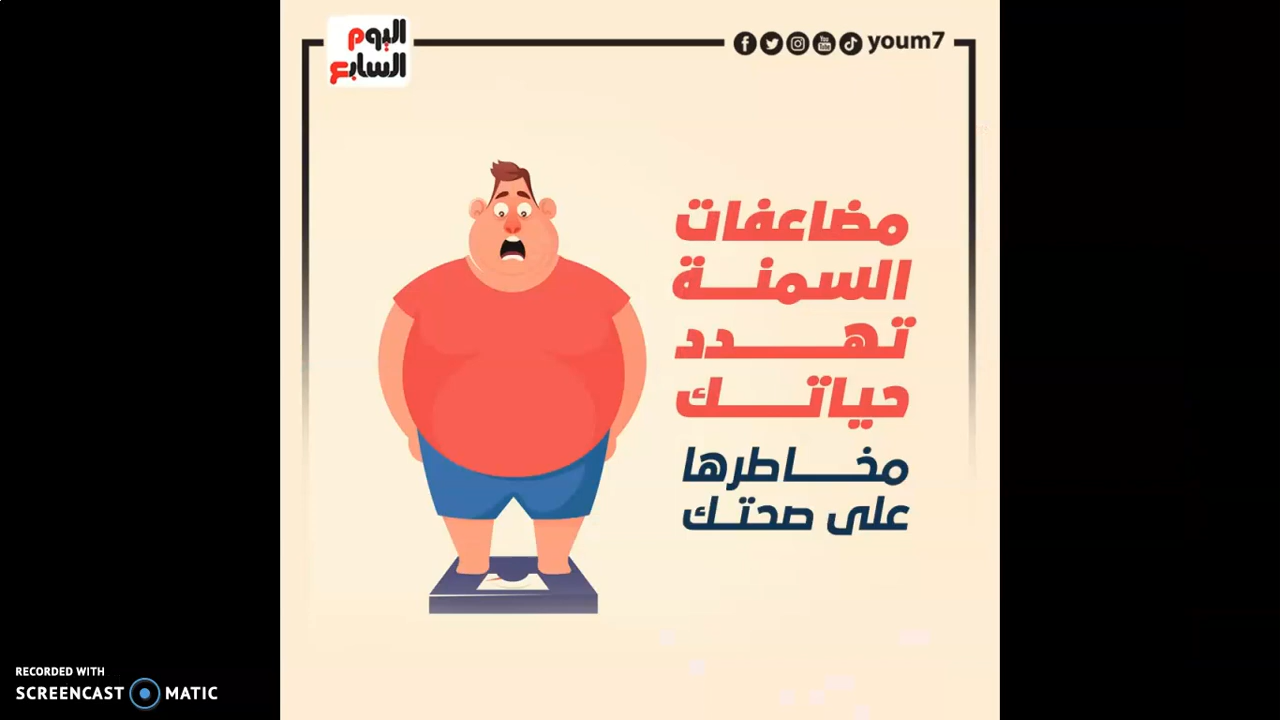 اليوم
السابع
youm7
مضاعفات
السمنة
تهدد
حياتك
مخاطرها
على صحتك
RECORDED WITH
SCREENCAST MATIC